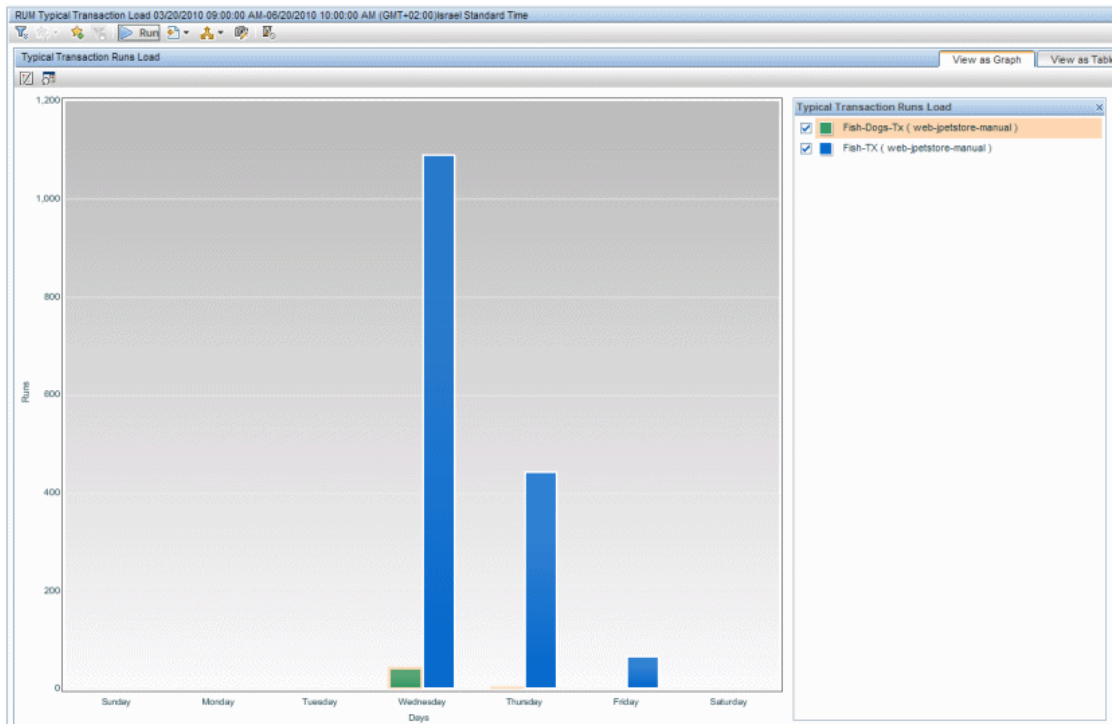 RUM Typical Transaction Load 03/20/2010 09:00:00 AM-06/20/2010 10:00:00 AM (GMT+02:00)Israel Standard Time
Run
Typical Transaction Runs Load
View as Graph
View as Tabl
Typical Transaction Runs Load
Fish-Dogs-Tx ( web-jpetstore-manual )
Fish-TX ( web-jpetstore-manual )
1,200
1,000
800
600
400
200
0
Runs
Sunday Monday Tuesday Wednesday Thursday Friday Saturday
Days